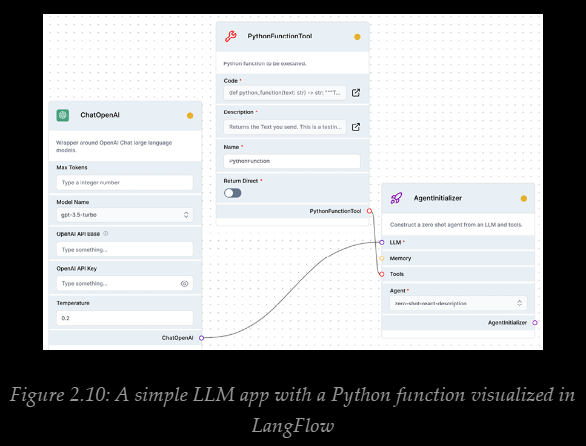 PythonFunctionTool
Python function to be executed.
Code *
def python_function(text: str) -> str: """T...
Description *
Returns the Text you send. This is a testin...
Name *
PythonFunction
Return Direct *
PythonFunctionTool
ChatOpenAI
Wrapper around OpenAI Chat large language
models.
Max Tokens
Type a integer number
Model Name
gpt-3.5-turbo
OpenAI API Base
Type something...
OpenAI API Key
Type something...
Temperature
0.2
ChatOpenAI
AgentInitializer
Construct a zero shot agent from an LLM and tools.
LLM *
Memory
Tools
Agent *
zero-shot-react-description
AgentInitializer
Figure 2.10: A simple LLM app with a Python function visualized in
LangFlow